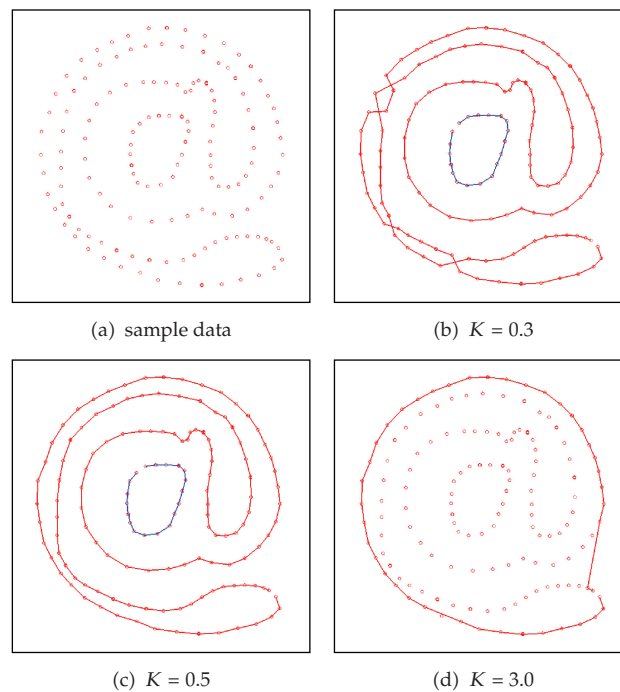 (a) sample data
(b) K = 0.3
(c) K = 0.5
(d) K = 3.0